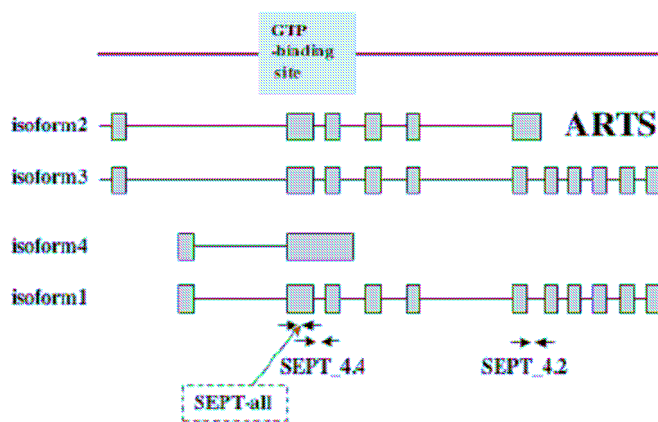 GTP
-binding
site
isoform2
ARTS
isoform3
isoform4
isoform1
SEPT_4.4
SEPT_4.2
SEPT-all